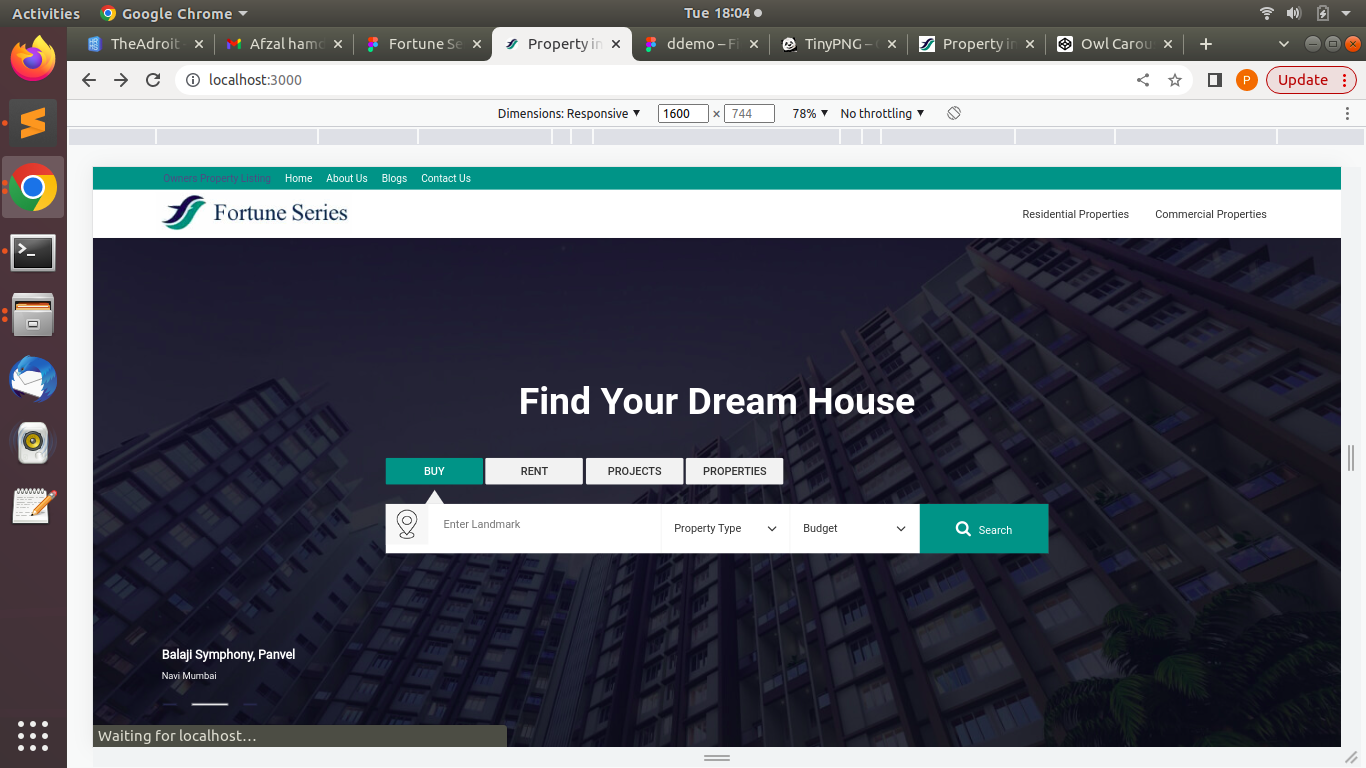 Activities Google Chrome Tue 18:04
TheAdroit Afzal hamd Fortune Se Property in ddemo – Fi TinyPNG – Property in Owl Carous
localhost:3000 P Update
Dimensions: Responsive 1600 × 744 78% No throttling
Owners Property Listing Home About Us Blogs Contact Us
Fortune Series Residential Properties Commercial Properties
Find Your Dream House
BUY RENT PROJECTS PROPERTIES
Enter Landmark Property Type Budget Search
Balaji Symphony, Panvel
Navi Mumbai
Waiting for localhost...